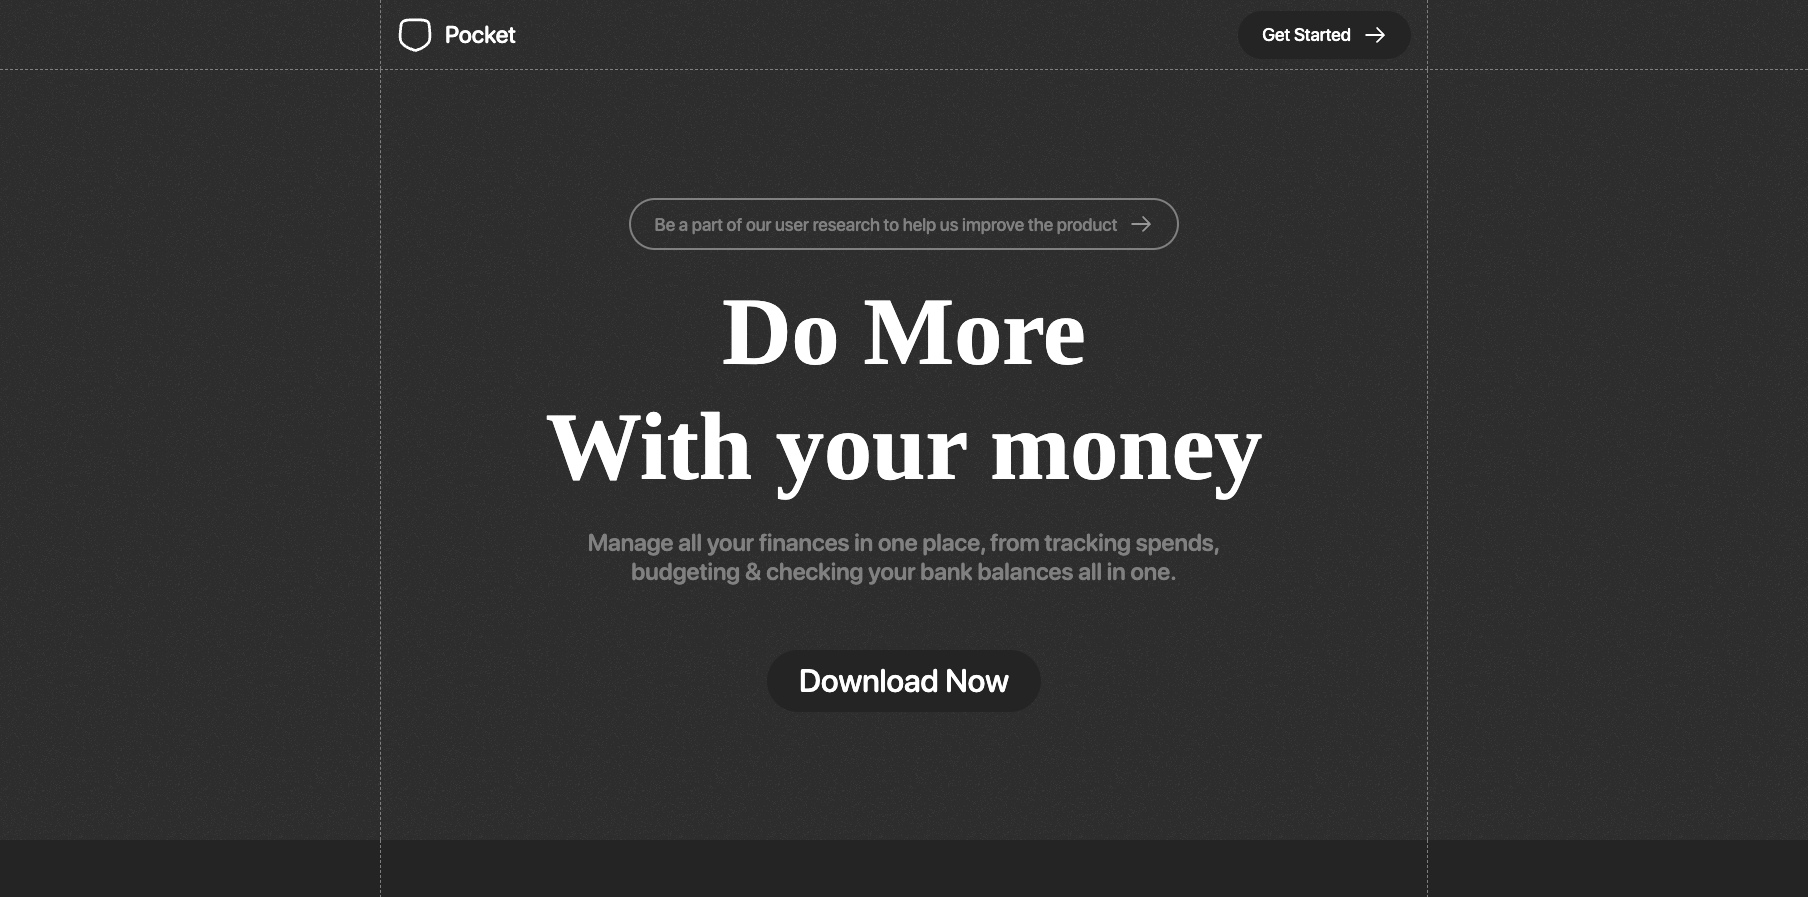 Pocket
Get Started
Be a part of our user research to help us improve the product
Do More
With your money
Manage all your finances in one place, from tracking spends,
budgeting & checking your bank balances all in one.
Download Now